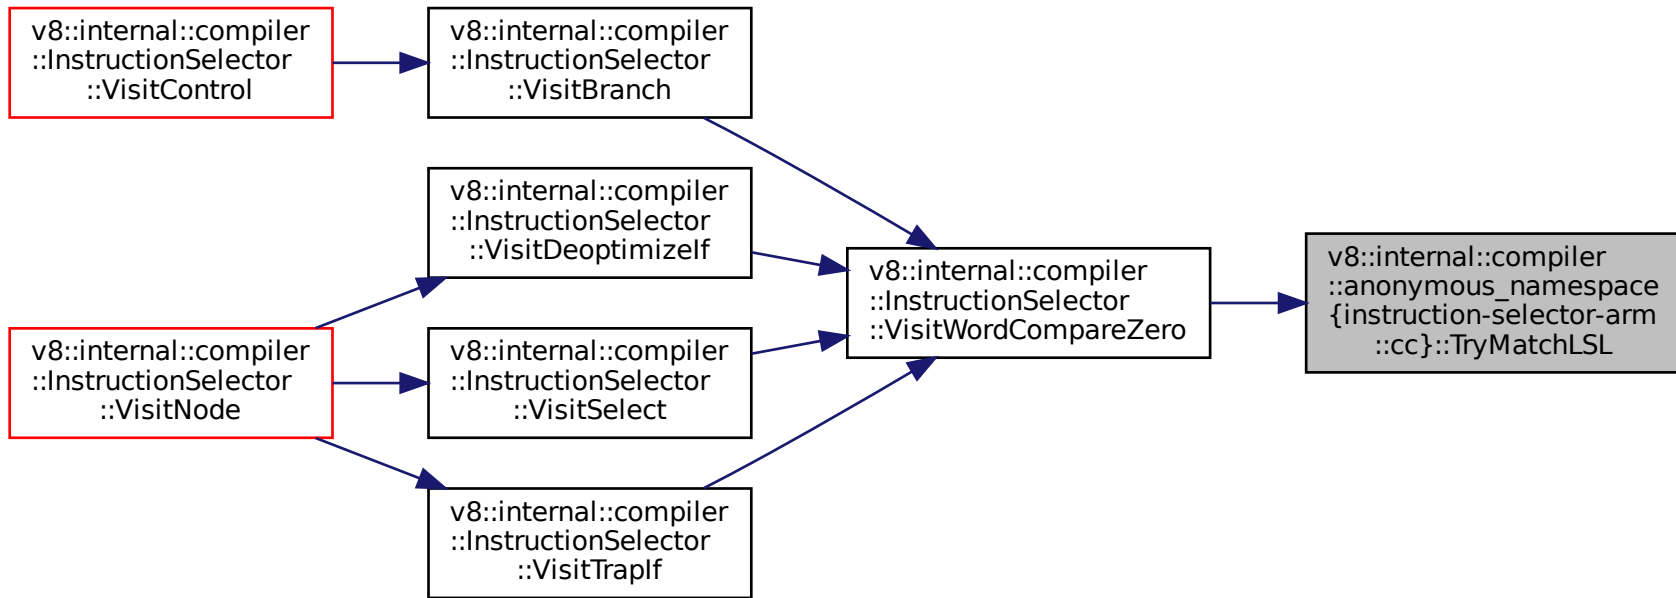 v8::internal::compiler
::InstructionSelector
::VisitControl
v8::internal::compiler
::InstructionSelector
::VisitBranch
v8::internal::compiler
::InstructionSelector
::VisitDeoptimizeIf
v8::internal::compiler
::InstructionSelector
::VisitWordCompareZero
v8::internal::compiler
::anonymous_namespace
{instruction-selector-arm
::cc}::TryMatchLSL
v8::internal::compiler
::InstructionSelector
::VisitNode
v8::internal::compiler
::InstructionSelector
::VisitSelect
v8::internal::compiler
::InstructionSelector
::VisitTrapIf